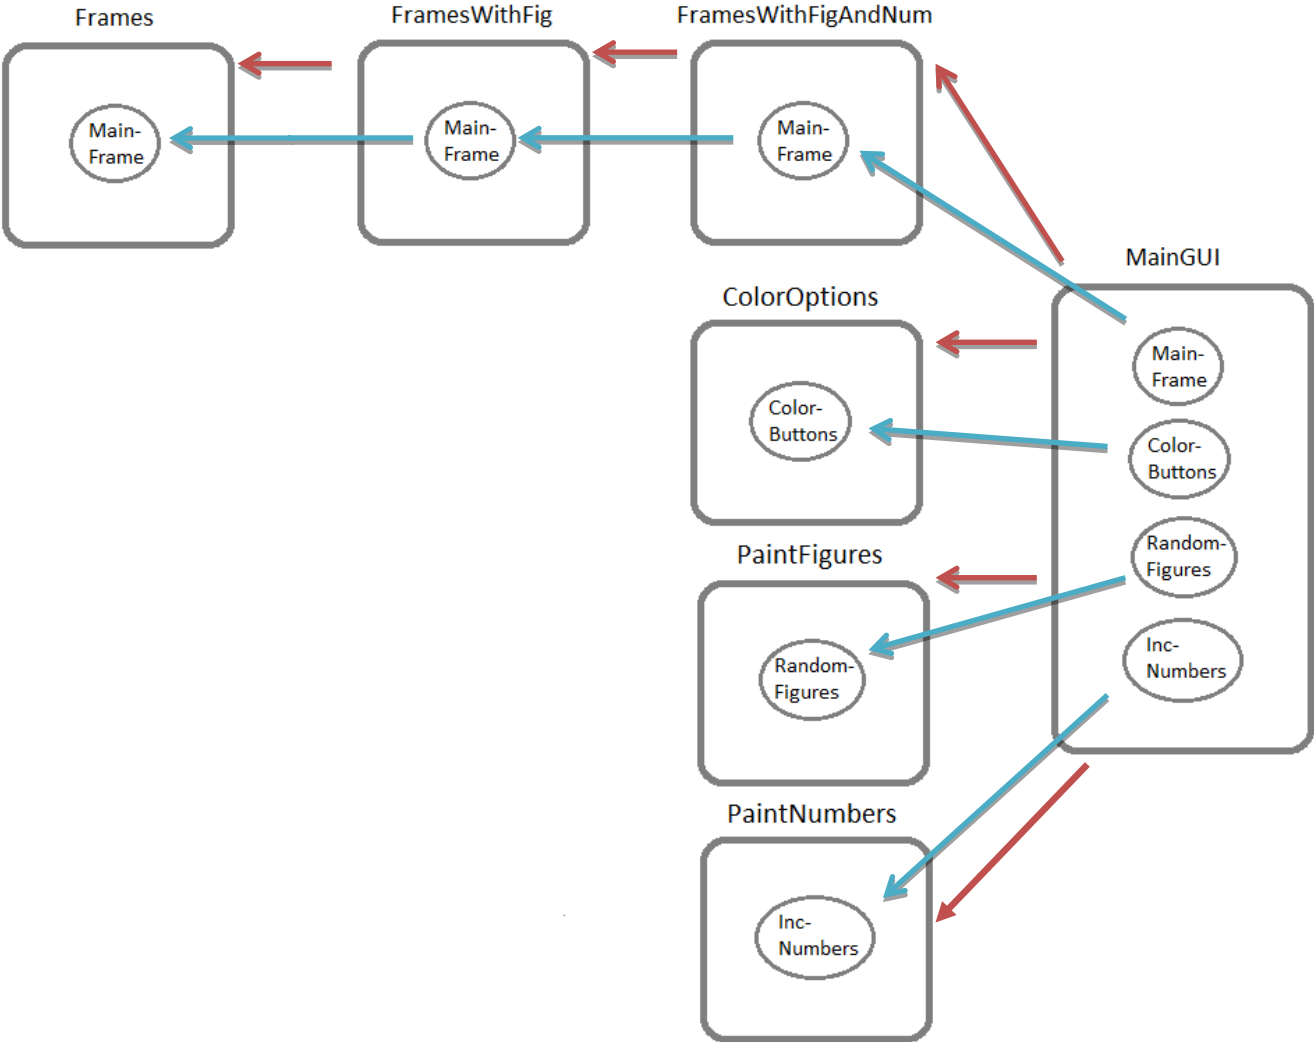 Frames
FramesWithFig
FramesWithFigAndNum
Main-
Frame
Main-
Frame
Main-
Frame
MainGUI
ColorOptions
Main-
Frame
Color-
Buttons
Color-
Buttons
Random-
Figures
PaintFigures
Inc-
Numbers
Random-
Figures
PaintNumbers
Inc-
Numbers